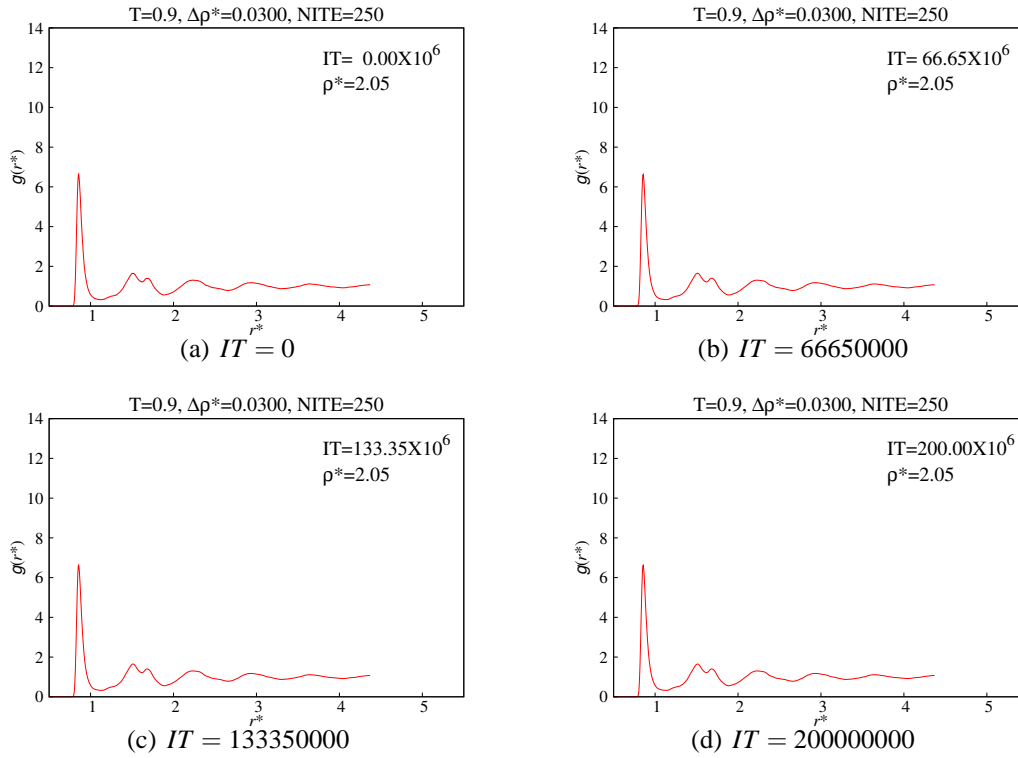 T=0.9, Δρ*=0.0300, NITE=250
14
12
10
8
6
4
2
0
g(r*)
IT= 0.00X10^6
ρ*=2.05
1 2 3 4 5
r*
(a) IT = 0
T=0.9, Δρ*=0.0300, NITE=250
14
12
10
8
6
4
2
0
g(r*)
IT= 66.65X10^6
ρ*=2.05
1 2 3 4 5
r*
(b) IT = 66650000
T=0.9, Δρ*=0.0300, NITE=250
14
12
10
8
6
4
2
0
g(r*)
IT=133.35X10^6
ρ*=2.05
1 2 3 4 5
r*
(c) IT = 133350000
T=0.9, Δρ*=0.0300, NITE=250
14
12
10
8
6
4
2
0
g(r*)
IT=200.00X10^6
ρ*=2.05
1 2 3 4 5
r*
(d) IT = 200000000